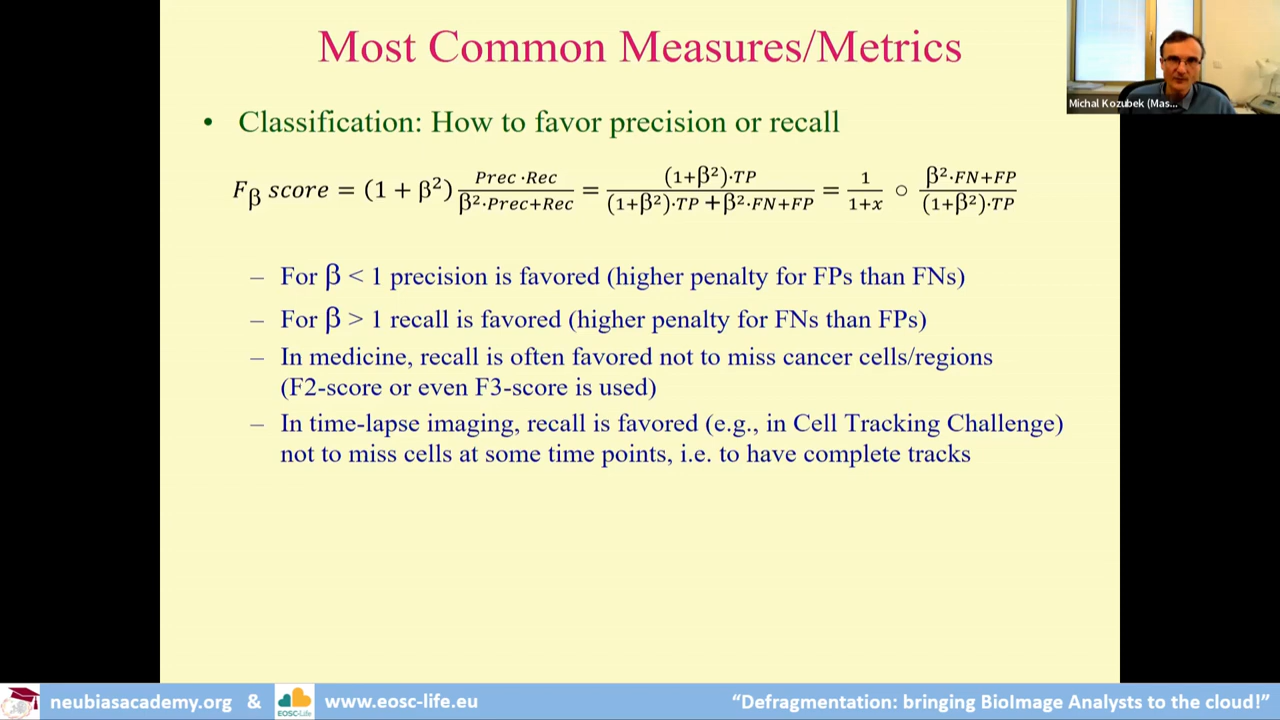 Most Common Measures/Metrics
Michal Kozubek (Mas...
• Classification: How to favor precision or recall
Fβ score = (1 + β²) Prec ·Rec / β²·Prec+Rec = (1+β²)·TP / (1+β²)·TP +β²·FN+FP = 1 / 1+x ○ β²·FN+FP / (1+β²)·TP
– For β < 1 precision is favored (higher penalty for FPs than FNs)
– For β > 1 recall is favored (higher penalty for FNs than FPs)
– In medicine, recall is often favored not to miss cancer cells/regions
(F2-score or even F3-score is used)
– In time-lapse imaging, recall is favored (e.g., in Cell Tracking Challenge)
not to miss cells at some time points, i.e. to have complete tracks
neubiasacademy.org & EOSC-Life www.eosc-life.eu “Defragmentation: bringing BioImage Analysts to the cloud!”